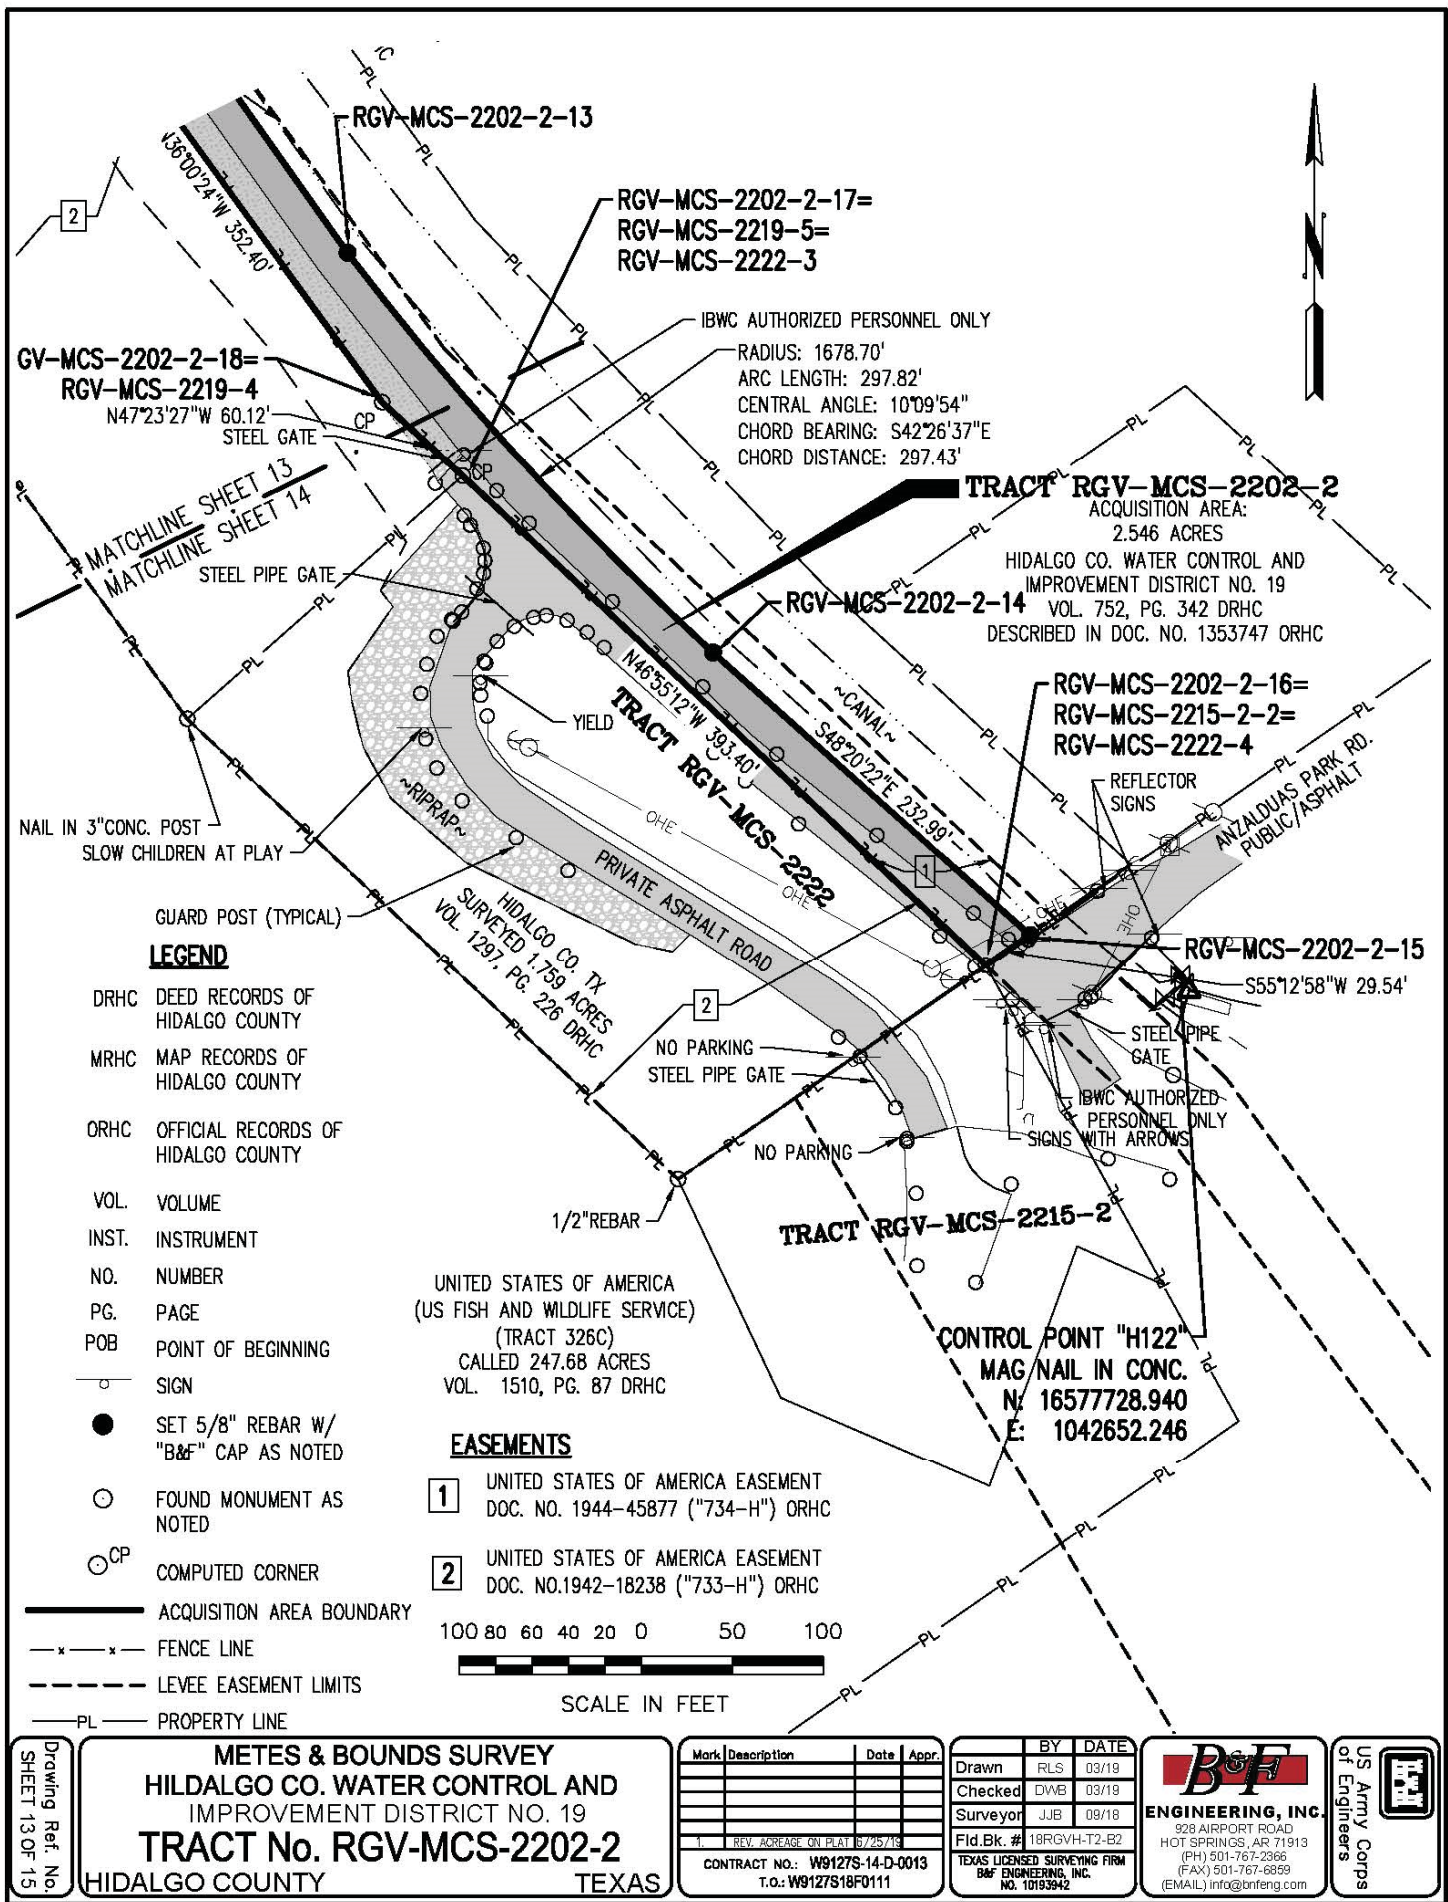 RGV-MCS-2202-2-13
N36°00'24"W 352.40'
2
RGV-MCS-2202-2-17=
RGV-MCS-2219-5=
RGV-MCS-2222-3
IBWC AUTHORIZED PERSONNEL ONLY
RADIUS: 1678.70'
ARC LENGTH: 297.82'
CENTRAL ANGLE: 10°09'54"
CHORD BEARING: S42°26'37"E
CHORD DISTANCE: 297.43'
GV-MCS-2202-2-18=
RGV-MCS-2219-4
N47°23'27"W 60.12'
STEEL GATE
CP
CP
MATCHLINE SHEET 13
MATCHLINE SHEET 14
TRACT RGV-MCS-2202-2
ACQUISITION AREA:
2.546 ACRES
HIDALGO CO. WATER CONTROL AND
IMPROVEMENT DISTRICT NO. 19
VOL. 752, PG. 342 DRHC
DESCRIBED IN DOC. NO. 1353747 ORHC
STEEL PIPE GATE
RGV-MCS-2202-2-14
N46°55'12"W 393.40'
TRACT RGV-MCS-2222
~CANAL~
S48°20'22"E 232.99'
RGV-MCS-2202-2-16=
RGV-MCS-2215-2-2=
RGV-MCS-2222-4
YIELD
REFLECTOR
SIGNS
ANZALDUAS PARK RD.
PUBLIC/ASPHALT
~RIPRAP~
OHE
OHE
OHE
OHE
NAIL IN 3"CONC. POST
SLOW CHILDREN AT PLAY
GUARD POST (TYPICAL)
PRIVATE ASPHALT ROAD
1
HIDALGO CO. TX
SURVEYED 1.759 ACRES
VOL. 1297, PG. 226 DRHC
RGV-MCS-2202-2-15
S55°12'58"W 29.54'
2
NO PARKING
STEEL PIPE GATE
STEEL PIPE
GATE
IBWC AUTHORIZED
PERSONNEL ONLY
SIGNS WITH ARROWS
NO PARKING
1/2"REBAR
TRACT RGV-MCS-2215-2
UNITED STATES OF AMERICA
(US FISH AND WILDLIFE SERVICE)
(TRACT 326C)
CALLED 247.68 ACRES
VOL. 1510, PG. 87 DRHC
CONTROL POINT "H122"
MAG NAIL IN CONC.
N: 16577728.940
E: 1042652.246
N
PL
LEGEND
DRHC DEED RECORDS OF
HIDALGO COUNTY
MRHC MAP RECORDS OF
HIDALGO COUNTY
ORHC OFFICIAL RECORDS OF
HIDALGO COUNTY
VOL. VOLUME
INST. INSTRUMENT
NO. NUMBER
PG. PAGE
POB POINT OF BEGINNING
SIGN
SET 5/8" REBAR W/
"B&F" CAP AS NOTED
FOUND MONUMENT AS
NOTED
CP COMPUTED CORNER
ACQUISITION AREA BOUNDARY
x x FENCE LINE
LEVEE EASEMENT LIMITS
PL PROPERTY LINE
EASEMENTS
1 UNITED STATES OF AMERICA EASEMENT
DOC. NO. 1944-45877 ("734-H") ORHC
2 UNITED STATES OF AMERICA EASEMENT
DOC. NO.1942-18238 ("733-H") ORHC
100 80 60 40 20 0 50 100
SCALE IN FEET
Drawing Ref. No.
SHEET 13 OF 15
METES & BOUNDS SURVEY
HILDALGO CO. WATER CONTROL AND
IMPROVEMENT DISTRICT NO. 19
TRACT No. RGV-MCS-2202-2
HIDALGO COUNTY TEXAS
Mark Description Date Appr.
1. REV. ACREAGE ON PLAT 6/25/19
CONTRACT NO.: W9127S-14-D-0013
T.O.: W9127S18F0111
BY DATE
Drawn RLS 03/19
Checked DWB 03/19
Surveyor JJB 09/18
Fld.Bk. # 18RGVH-T2-B2
TEXAS LICENSED SURVEYING FIRM
B&F ENGINEERING, INC.
NO. 10193942
B&F
ENGINEERING, INC.
928 AIRPORT ROAD
HOT SPRINGS, AR 71913
(PH) 501-767-2366
(FAX) 501-767-6859
(EMAIL) info@bnfeng.com
US Army Corps
of Engineers